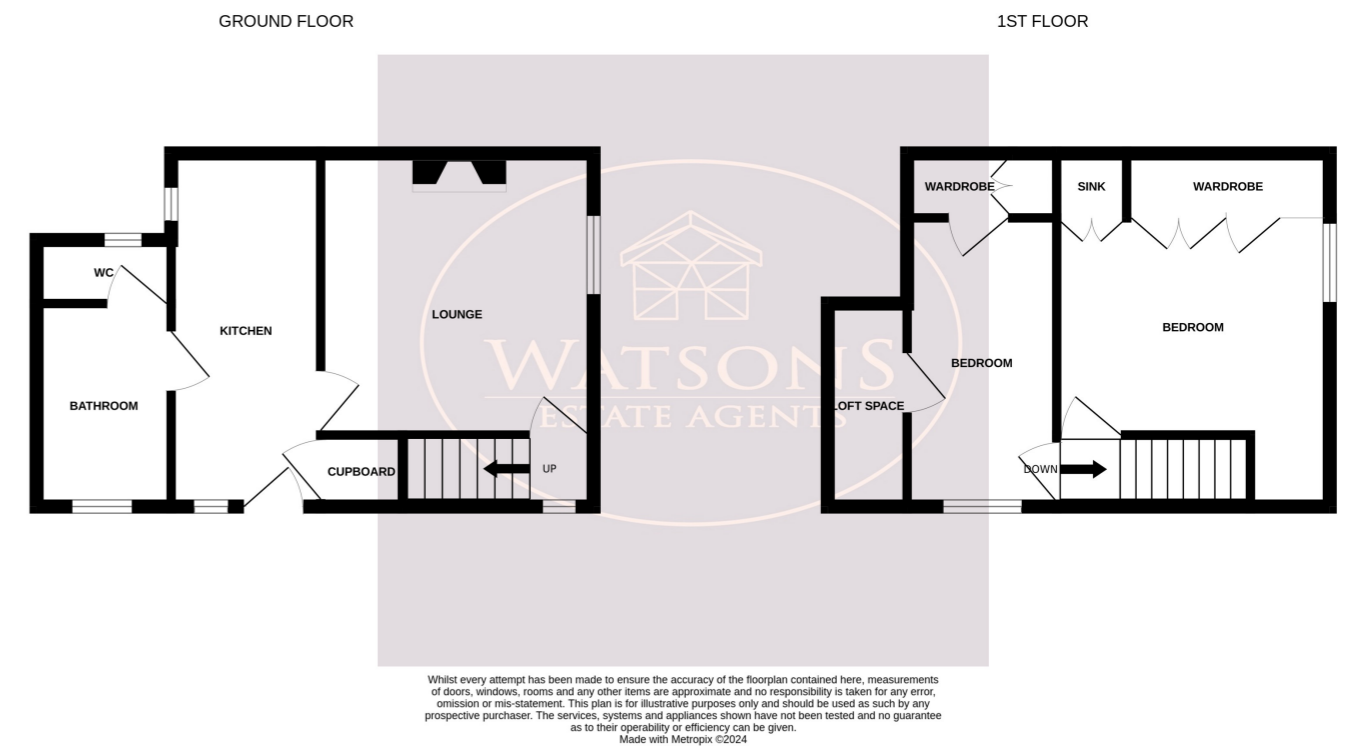 GROUND FLOOR
1ST FLOOR
WC
KITCHEN
LOUNGE
BATHROOM
CUPBOARD
UP
WARDROBE
SINK
WARDROBE
BEDROOM
BEDROOM
LOFT SPACE
DOWN
WATSONS
ESTATE AGENTS
Whilst every attempt has been made to ensure the accuracy of the floorplan contained here, measurements
of doors, windows, rooms and any other items are approximate and no responsibility is taken for any error,
omission or mis-statement. This plan is for illustrative purposes only and should be used as such by any
prospective purchaser. The services, systems and appliances shown have not been tested and no guarantee
as to their operability or efficiency can be given.
Made with Metropix ©2024